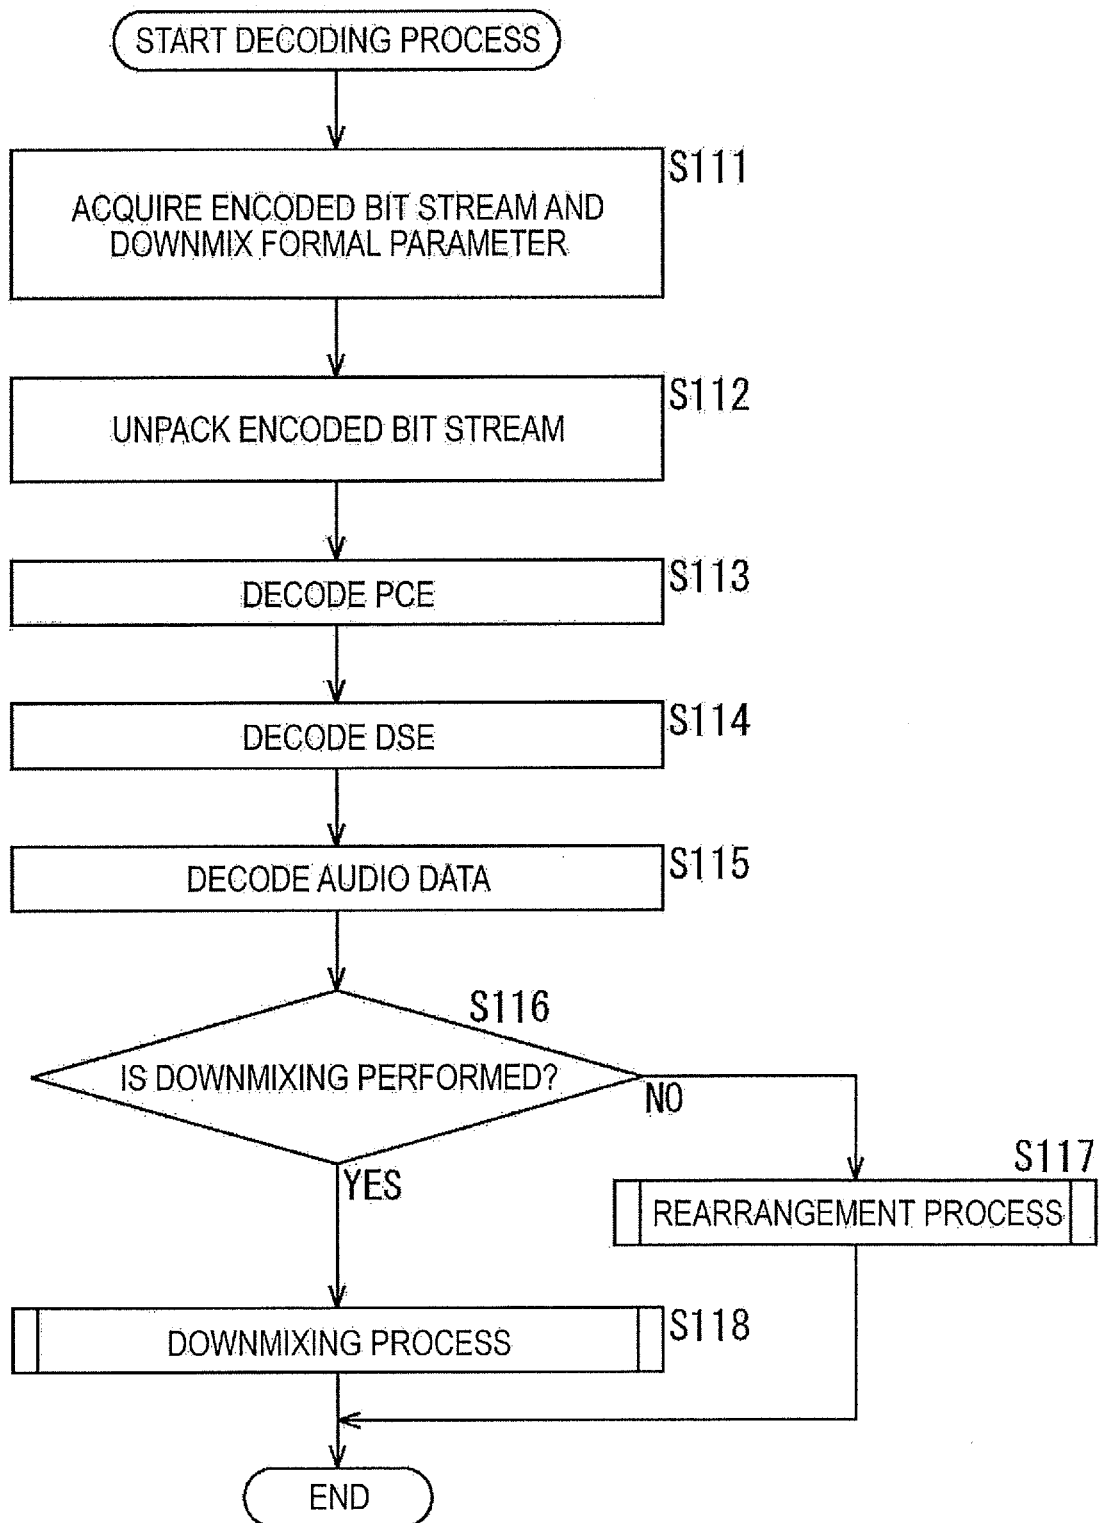 START DECODING PROCESS
S111
ACQUIRE ENCODED BIT STREAM AND
DOWNMIX FORMAL PARAMETER
S112
UNPACK ENCODED BIT STREAM
S113
DECODE PCE
S114
DECODE DSE
S115
DECODE AUDIO DATA
S116
IS DOWNMIXING PERFORMED?
NO
YES
S117
REARRANGEMENT PROCESS
S118
DOWNMIXING PROCESS
END